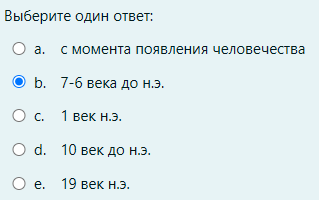 Выберите один ответ:
a. с момента появления человечества
b. 7-6 века до н.э.
c. 1 век н.э.
d. 10 век до н.э.
e. 19 век н.э.